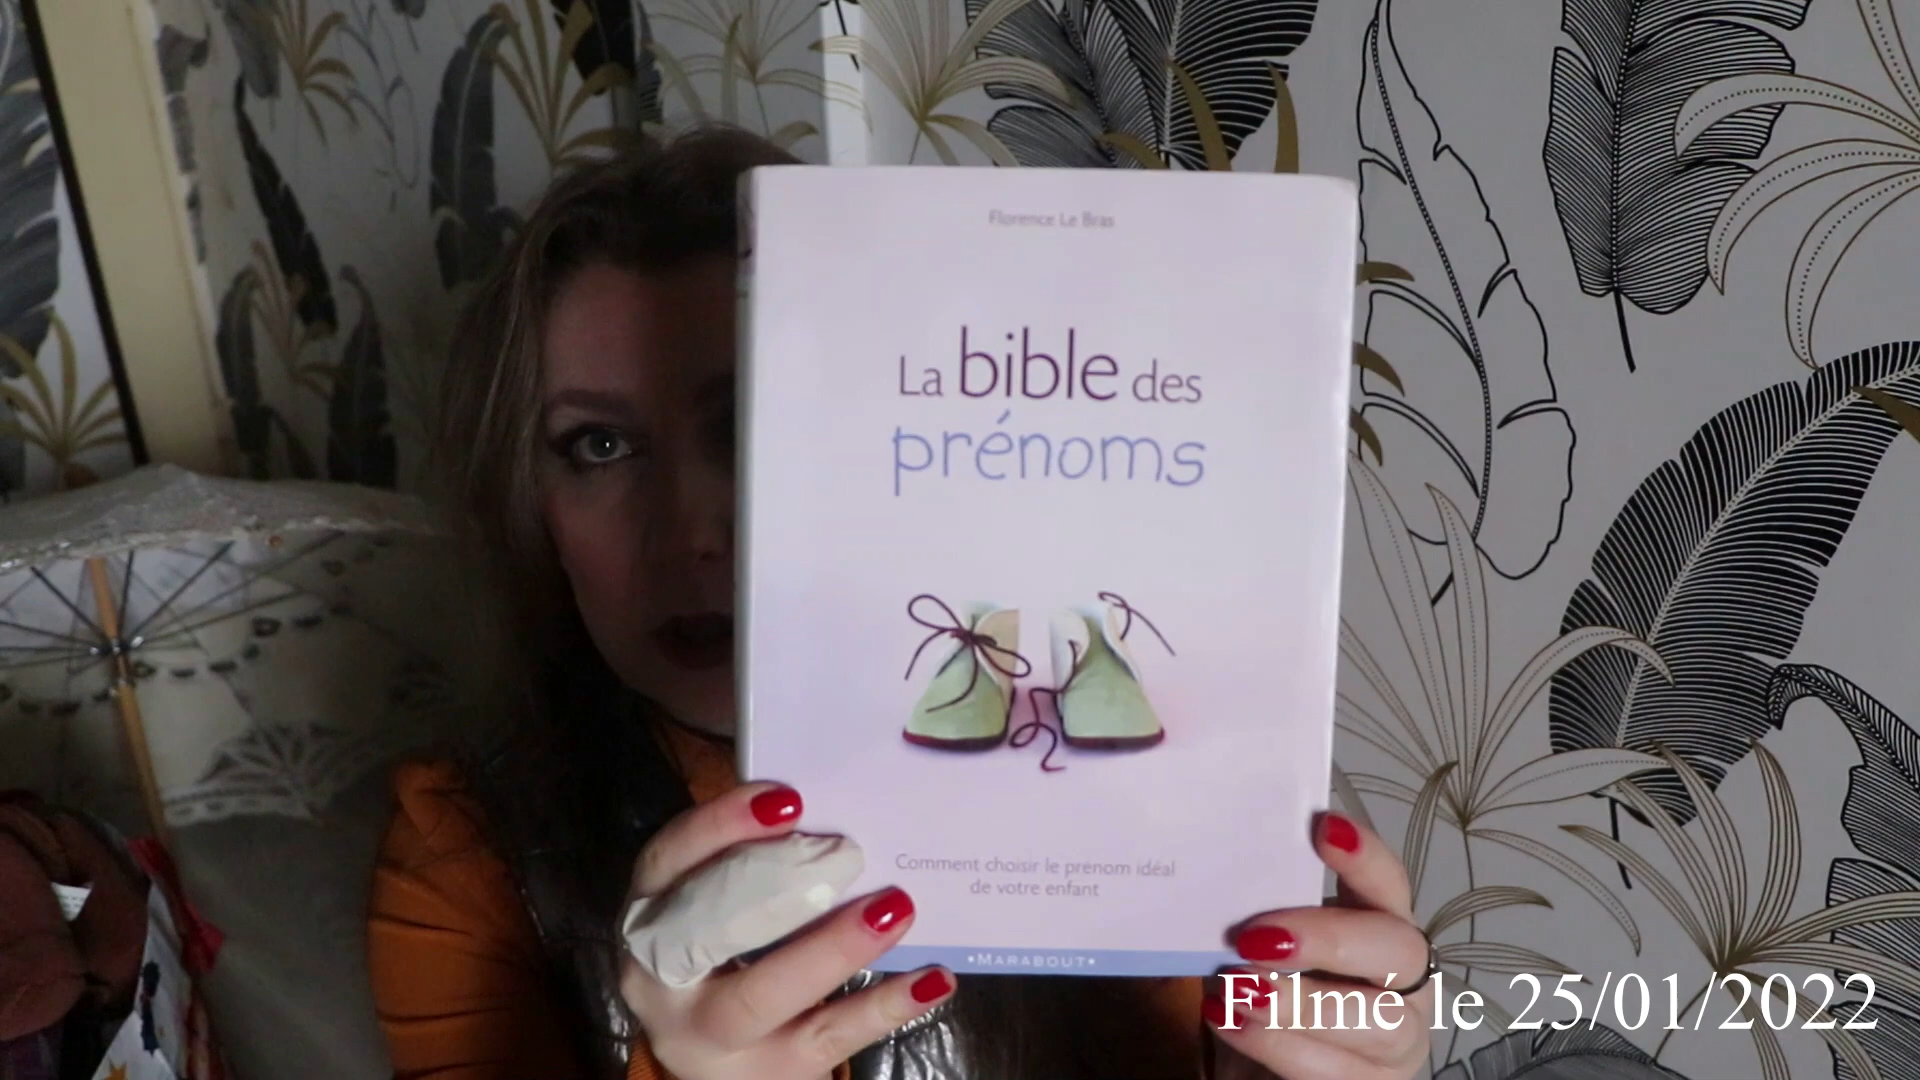 Florence Le Bras
La bible des
prénoms
Comment choisir le prénom idéal
de votre enfant
•MARABOUT•
Filmé le 25/01/2022